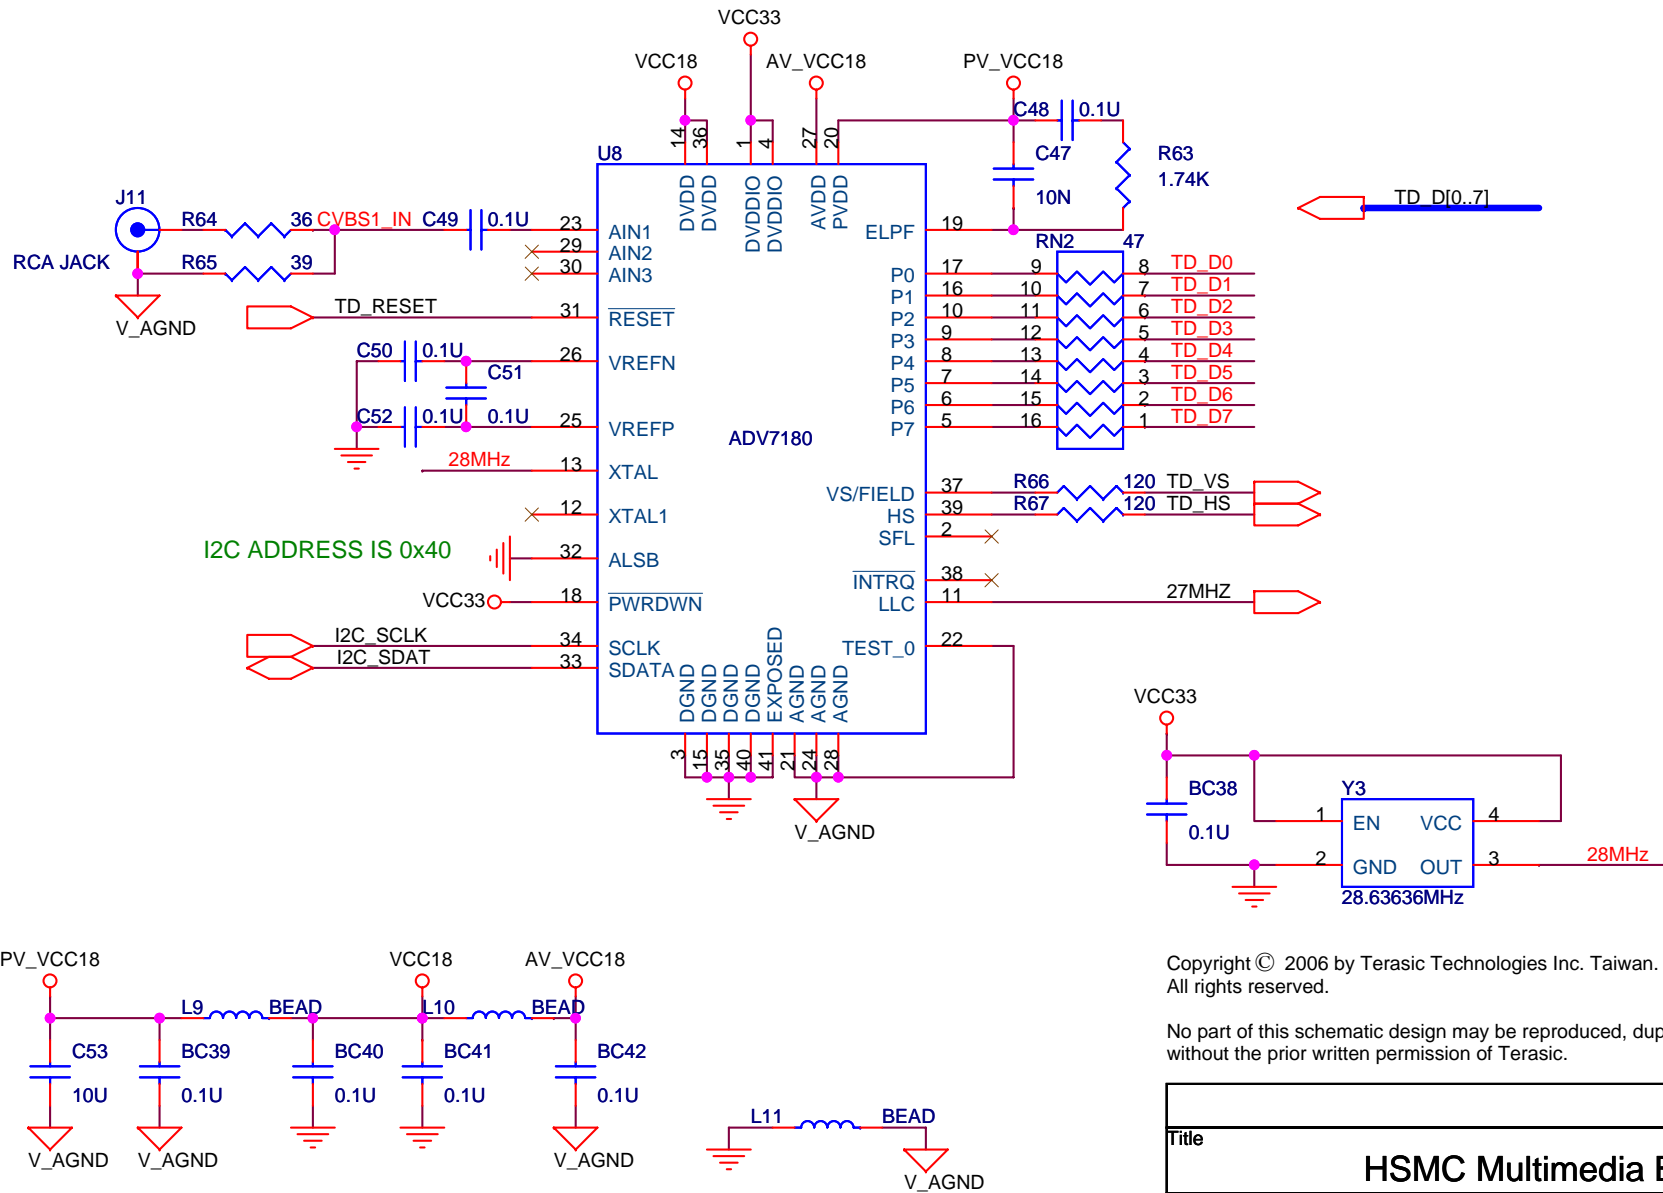 VCC33
VCC18
AV_VCC18
PV_VCC18
C48 0.1U
14 36 1 4 27 20
C47
10N
R63
1.74K
U8
DVDD DVDD DVDDIO DVDDIO AVDD PVDD
TD_D[0..7]
J11
RCA JACK
R64 36 CVBS1_IN C49 0.1U 23 AIN1
29 AIN2
R65 39 30 AIN3
V_AGND
TD_RESET 31 RESET
C50 0.1U 26 VREFN
C51
C52 0.1U 0.1U 25 VREFP
28MHz 13 XTAL
12 XTAL1
I2C ADDRESS IS 0x40
32 ALSB
VCC33 18 PWRDWN
I2C_SCLK 34 SCLK
I2C_SDAT 33 SDATA
ADV7180
ELPF 19
RN2 47
P0 17 9 8 TD_D0
P1 16 10 7 TD_D1
P2 10 11 6 TD_D2
P3 9 12 5 TD_D3
P4 8 13 4 TD_D4
P5 7 14 3 TD_D5
P6 6 15 2 TD_D6
P7 5 16 1 TD_D7
VS/FIELD 37 R66 120 TD_VS
HS 39 R67 120 TD_HS
SFL 2
INTRQ 38
LLC 11 27MHZ
TEST_0 22
DGND DGND DGND DGND EXPOSED AGND AGND AGND
3 15 35 40 41 21 24 28
V_AGND
VCC33
BC38
0.1U
Y3
1 EN VCC 4
2 GND OUT 3 28MHz
28.63636MHz
PV_VCC18 VCC18 AV_VCC18
L9 BEAD L10 BEAD
C53 BC39 BC40 BC41 BC42
10U 0.1U 0.1U 0.1U 0.1U
V_AGND V_AGND V_AGND
L11 BEAD
V_AGND
Copyright © 2006 by Terasic Technologies Inc. Taiwan.
All rights reserved.
No part of this schematic design may be reproduced, dup
without the prior written permission of Terasic.
Title
HSMC Multimedia